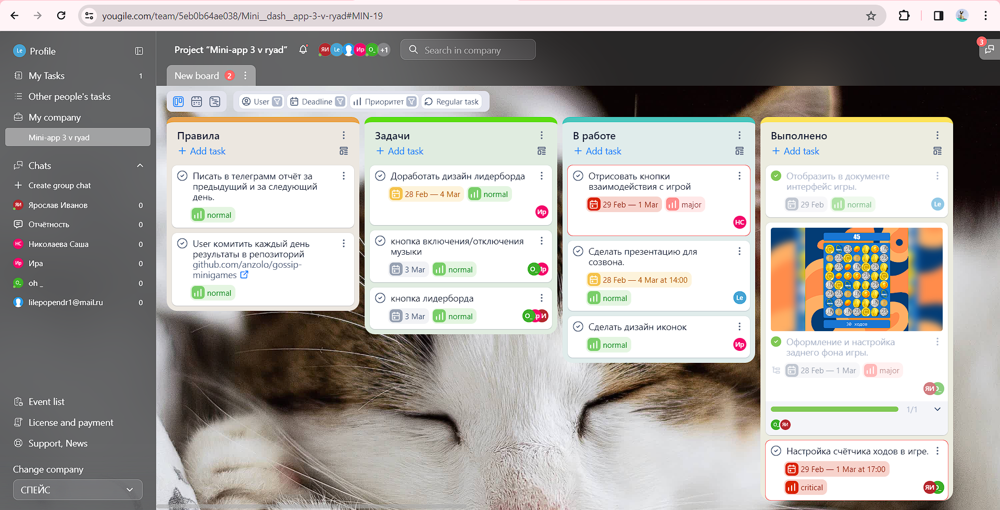 yougile.com/team/5eb0b64ae038/Mini__dash__app-3-v-ryad#MIN-19
Le Profile
My Tasks 1
Other people's tasks
My company
Mini-app 3 v ryad
Chats
Create group chat
ЯИ Ярослав Иванов 0
Отчётность 0
НС Николаева Саша 0
Ир Ира 0
O_ oh _ 0
lilepopendr1@mail.ru 0
Event list
License and payment
Support, News
Change company
СПЕЙС
Project “Mini-app 3 v ryad”
ЯИ Le Ир O_ +1
Search in company
3
New board 2
User Deadline Приоритет Regular task
Правила
Add task
Писать в телеграмм отчёт за
предыдущий и за следующий
день.
normal
User комитить каждый день
результаты в репозиторий
github.com/anzolo/gossip-
minigames
normal
Задачи
Add task
Доработать дизайн лидерборда
28 Feb — 4 Mar normal
Ир
кнопка включения/отключения
музыки
3 Mar normal O_ Ир
кнопка лидерборда
3 Mar normal O_
В работе
Add task
Отрисовать кнопки
взаимодействия с игрой
29 Feb — 1 Mar major
НС
Сделать презентацию для
созвона.
28 Feb — 4 Mar at 14:00
normal Le
Сделать дизайн иконок
normal Ир
Выполнено
Add task
Отобразить в документе
интерфейс игры.
29 Feb normal Le
45
30 ходов
Оформление и настройка
заднего фона игры.
28 Feb — 1 Mar major
ЯИ O_
1/1
O_ ЯИ
Настройка счётчика ходов в игре.
29 Feb — 1 Mar at 17:00
critical ЯИ O_